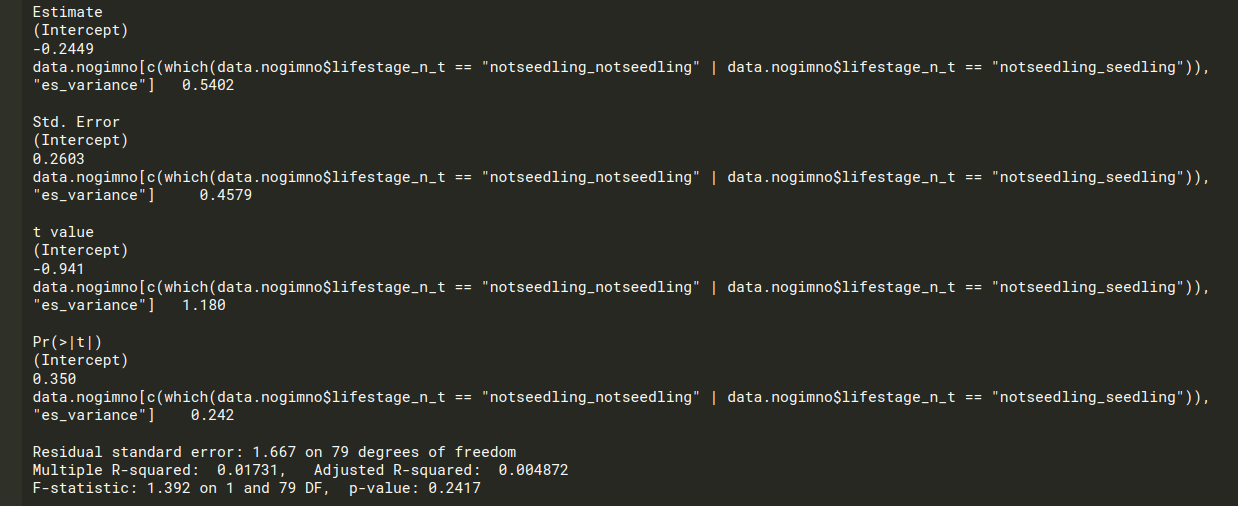 Estimate
(Intercept)
-0.2449
data.nogimno[c(which(data.nogimno$lifestage_n_t == "notseedling_notseedling" | data.nogimno$lifestage_n_t == "notseedling_seedling")),
"es_variance"]   0.5402
Std. Error
(Intercept)
0.2603
data.nogimno[c(which(data.nogimno$lifestage_n_t == "notseedling_notseedling" | data.nogimno$lifestage_n_t == "notseedling_seedling")),
"es_variance"]     0.4579
t value
(Intercept)
-0.941
data.nogimno[c(which(data.nogimno$lifestage_n_t == "notseedling_notseedling" | data.nogimno$lifestage_n_t == "notseedling_seedling")),
"es_variance"]   1.180
Pr(>|t|)
(Intercept)
0.350
data.nogimno[c(which(data.nogimno$lifestage_n_t == "notseedling_notseedling" | data.nogimno$lifestage_n_t == "notseedling_seedling")),
"es_variance"]    0.242
Residual standard error: 1.667 on 79 degrees of freedom
Multiple R-squared:  0.01731,   Adjusted R-squared:  0.004872
F-statistic: 1.392 on 1 and 79 DF,  p-value: 0.2417